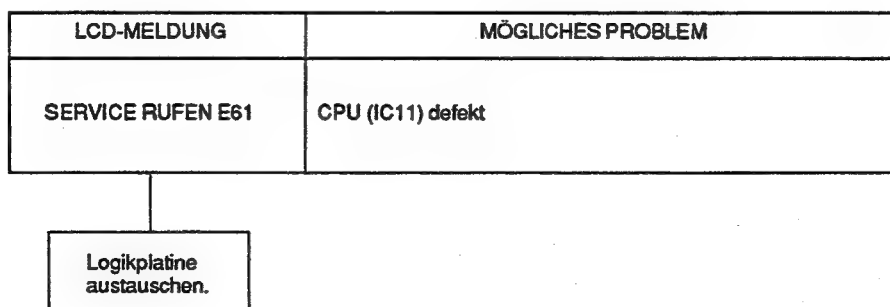 LCD-MELDUNG
MÖGLICHES PROBLEM
SERVICE RUFEN E61
CPU (IC11) defekt
Logikplatine
austauschen.